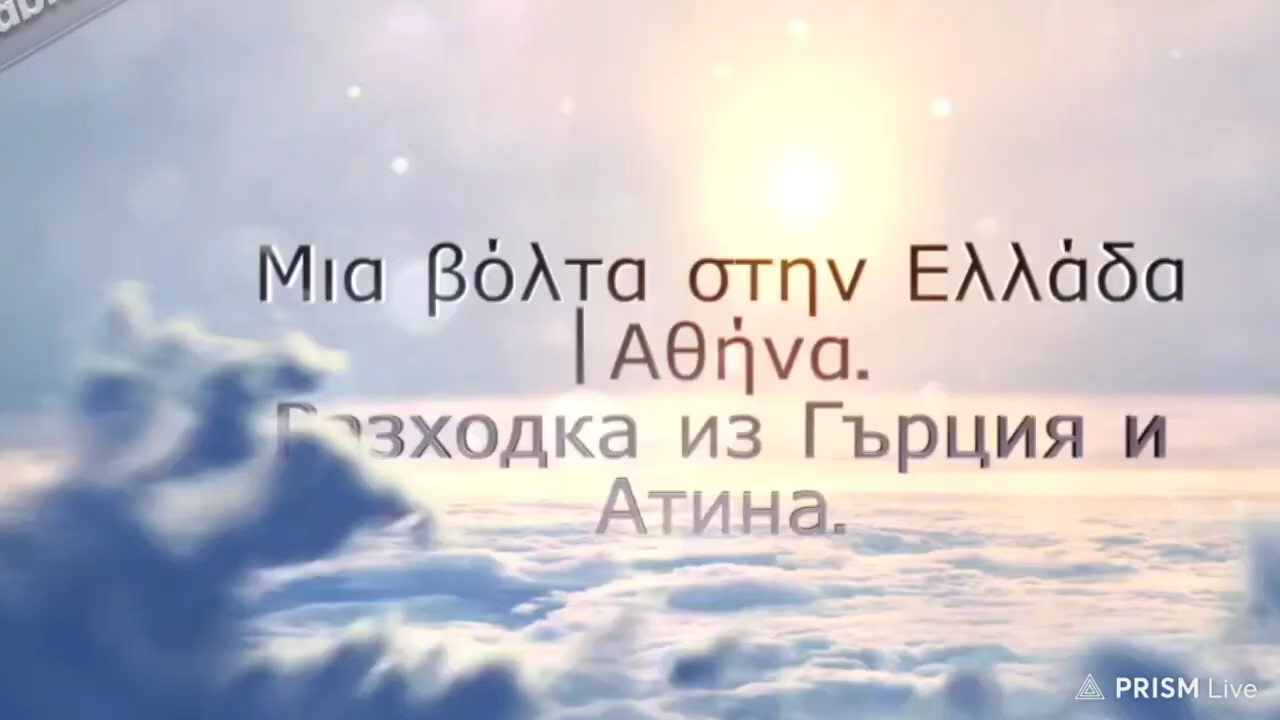 Μια βόλτα στην Ελλάδα
| Αθήνα.
Разходка из Гърция и
Атина.
PRISM Live